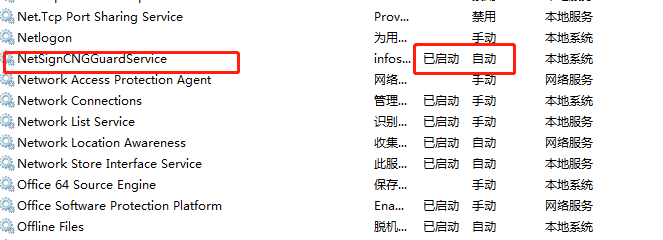 Net.Tcp Port Sharing Service Prov... 禁用 本地服务
Netlogon 为用... 手动 本地系统
NetSignCNGGuardService infos... 已启动 自动 本地系统
Network Access Protection Agent 网络... 手动 网络服务
Network Connections 管理... 已启动 手动 本地系统
Network List Service 识别... 已启动 手动 本地服务
Network Location Awareness 收集... 已启动 自动 网络服务
Network Store Interface Service 此服... 已启动 自动 本地服务
Office 64 Source Engine 保存... 手动 本地系统
Office Software Protection Platform Ena... 已启动 手动 网络服务
Offline Files 脱机... 已启动 自动 本地系统